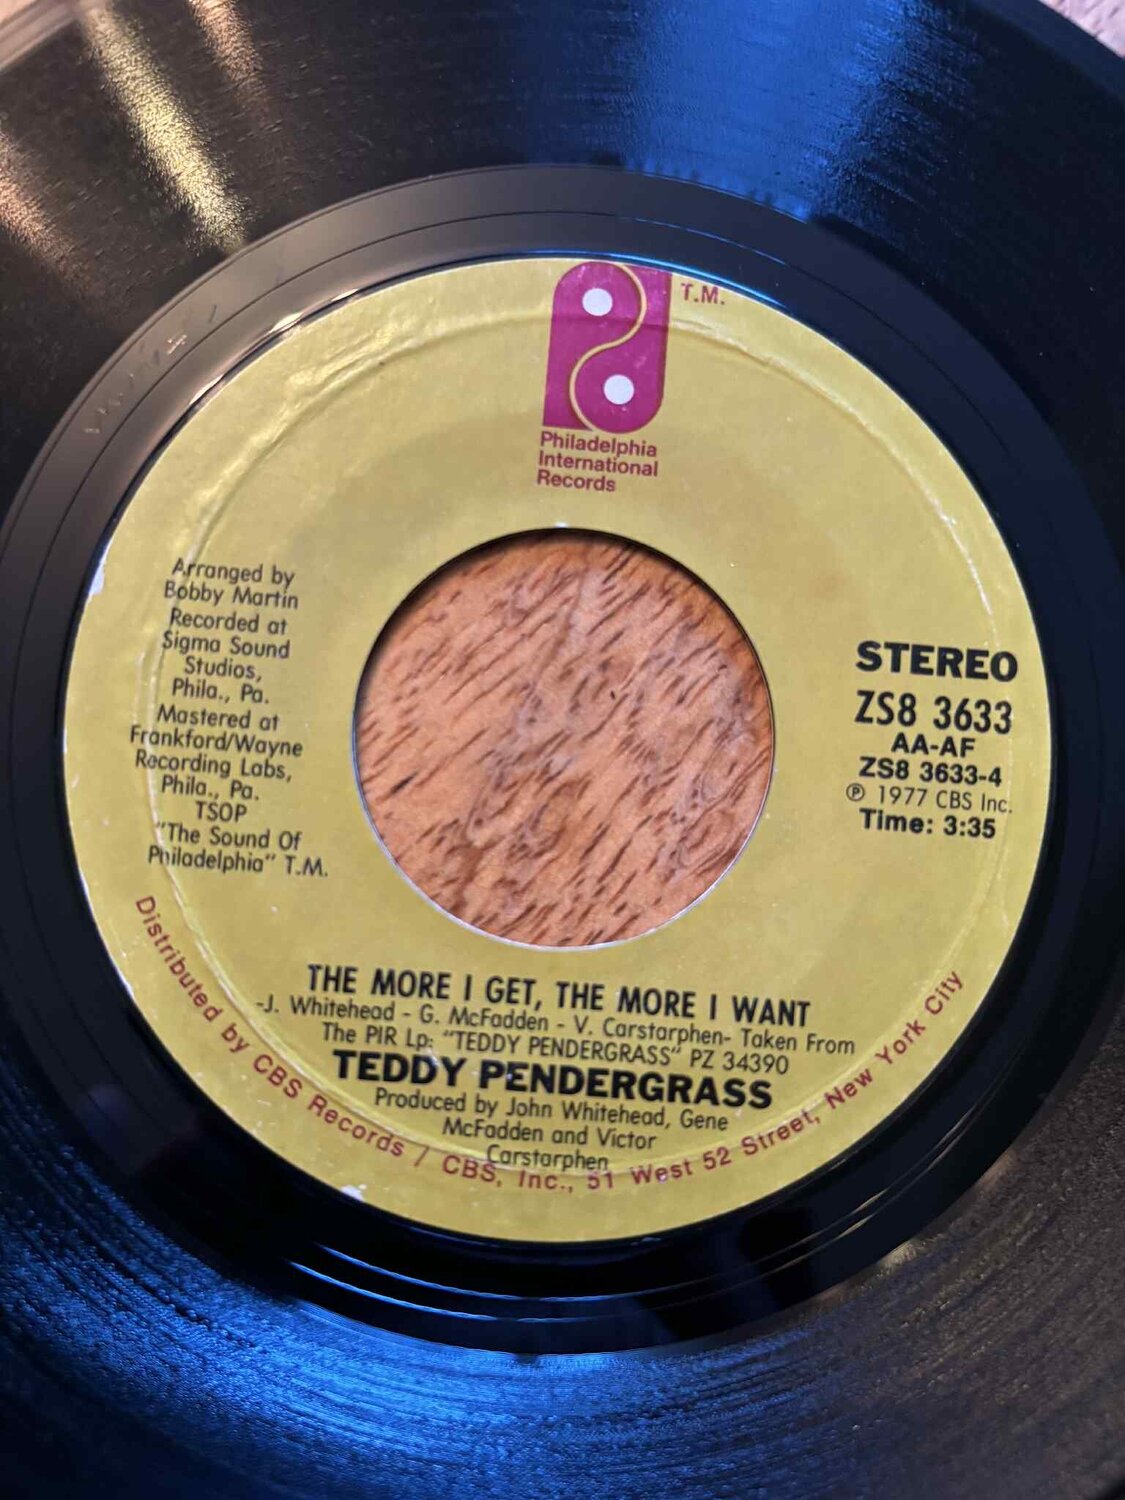 T.M.
Philadelphia
International
Records
Arranged by
Bobby Martin
Recorded at
Sigma Sound
Studios,
Phila., Pa.
Mastered at
Frankford/Wayne
Recording Labs,
Phila., Pa.
TSOP
"The Sound Of
Philadelphia" T.M.
STEREO
ZS8 3633
AA-AF
ZS8 3633-4
℗ 1977 CBS Inc.
Time: 3:35
THE MORE I GET, THE MORE I WANT
-J. Whitehead - G. McFadden - V. Carstarphen- Taken From
The PIR Lp: "TEDDY PENDERGRASS" PZ 34390
TEDDY PENDERGRASS
Produced by John Whitehead, Gene
McFadden and Victor
Carstarphen
Distributed by CBS Records / CBS, Inc., 51 West 52 Street, New York City